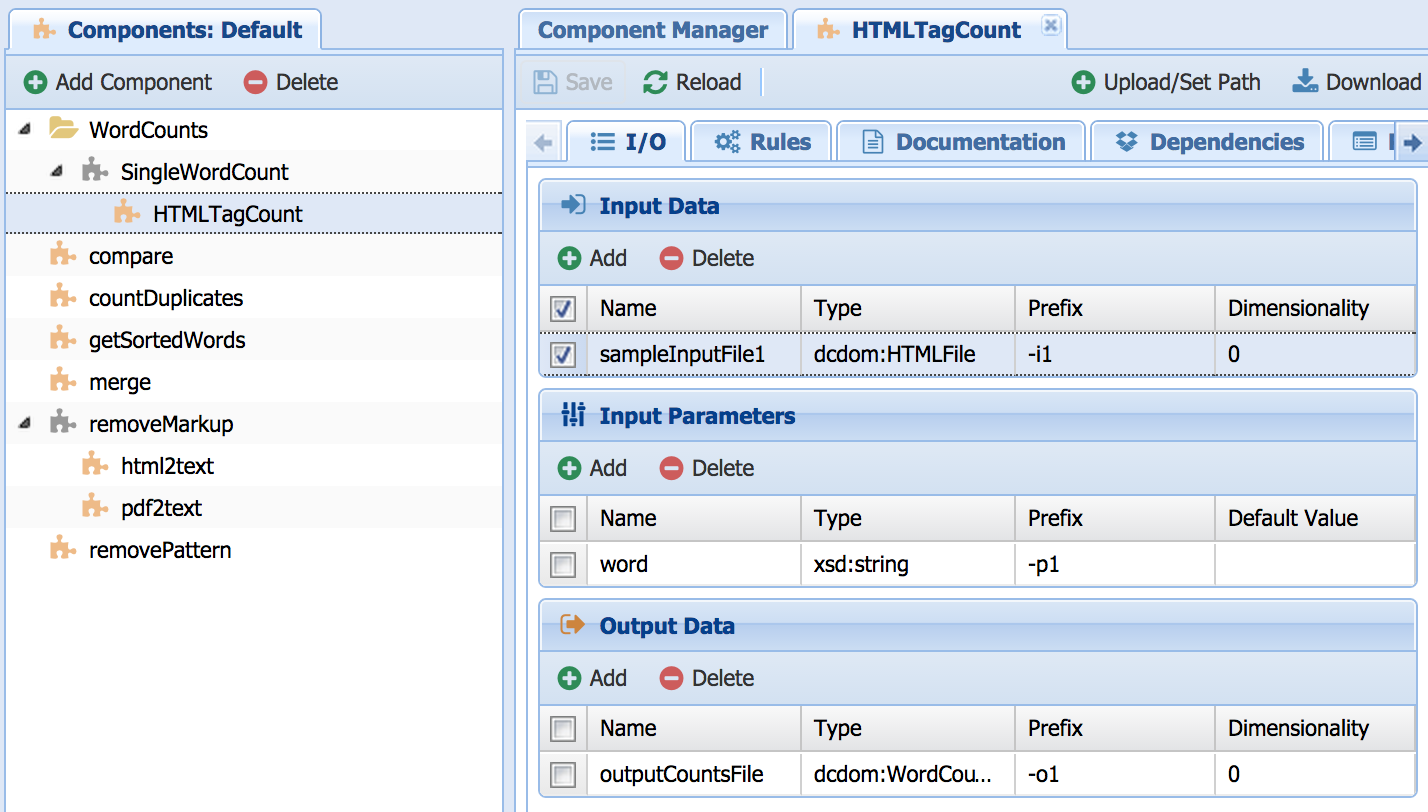 Components: Default
Add Component Delete
WordCounts
SingleWordCount
HTMLTagCount
compare
countDuplicates
getSortedWords
merge
removeMarkup
html2text
pdf2text
removePattern
Component Manager HTMLTagCount
Save Reload Upload/Set Path Download
I/O Rules Documentation Dependencies
Input Data
Add Delete
Name Type Prefix Dimensionality
sampleInputFile1 dcdom:HTMLFile -i1 0
Input Parameters
Add Delete
Name Type Prefix Default Value
word xsd:string -p1
Output Data
Add Delete
Name Type Prefix Dimensionality
outputCountsFile dcdom:WordCou... -o1 0